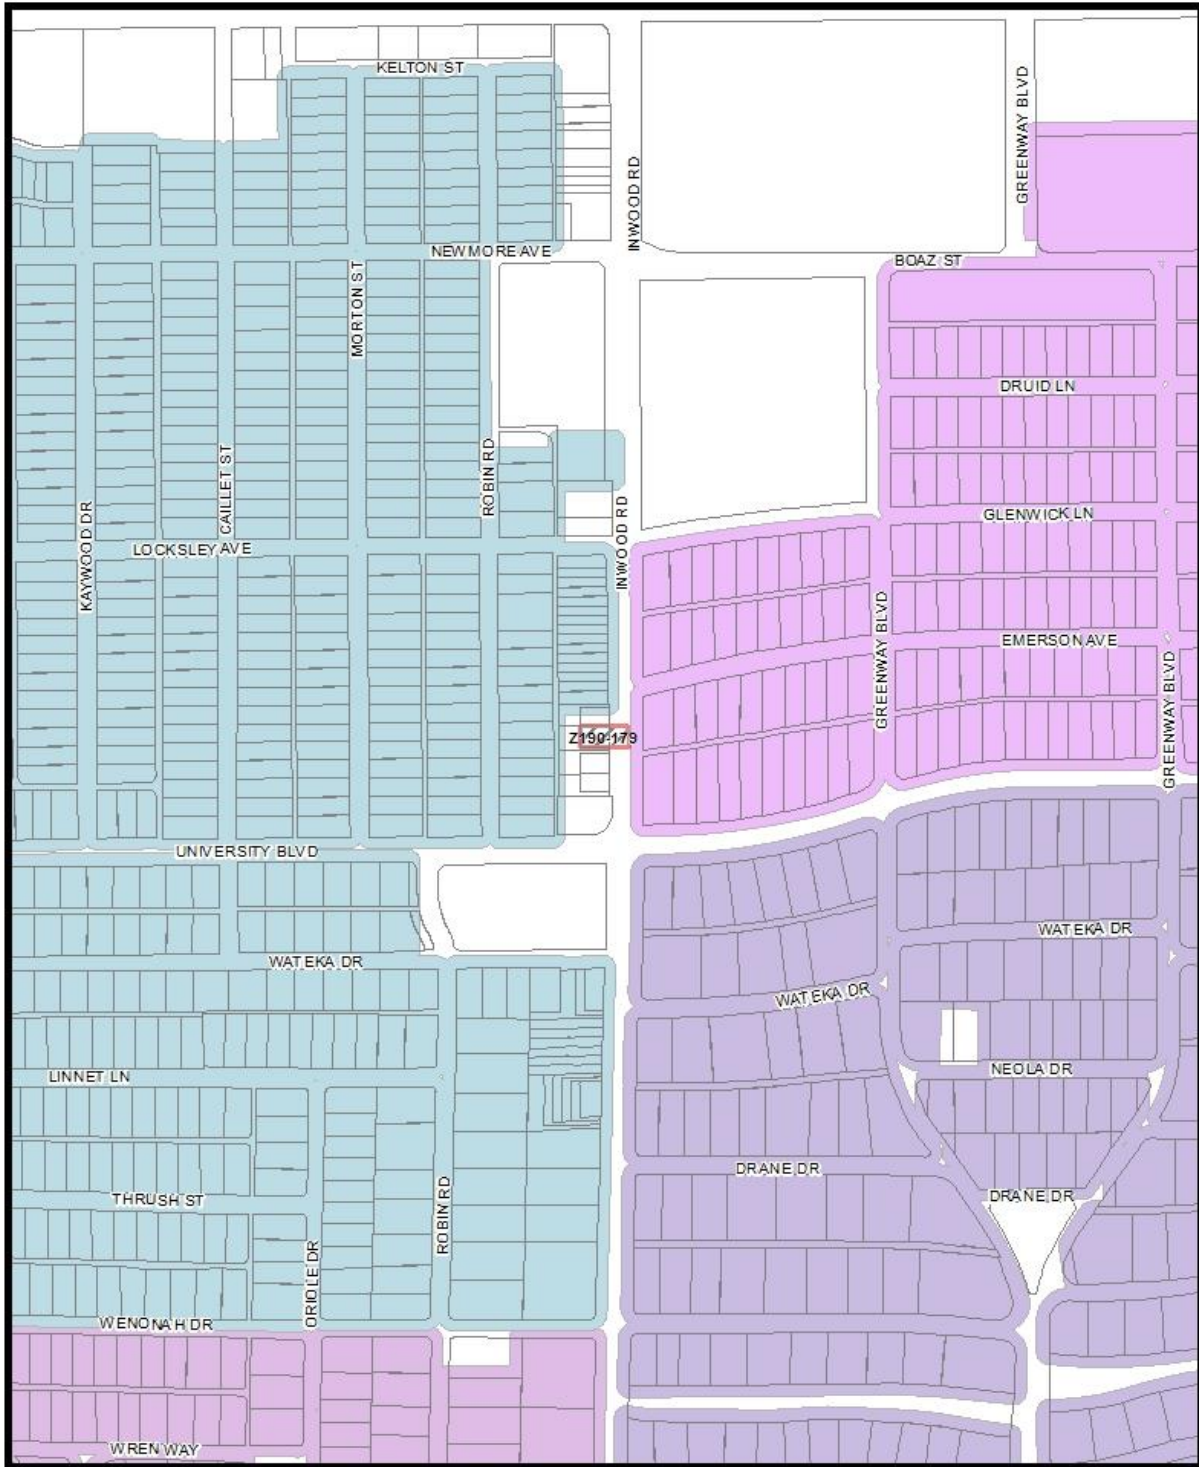 KELTON ST
GREENWAY BLVD
INWOOD RD
NEWMORE AVE
BOAZ ST
MORTON ST
DRUID LN
ROBIN RD
CAILLET ST
GLENWICK LN
KAYWOOD DR
LOCKSLEY AVE
INWOOD RD
EMERSON AVE
GREENWAY BLVD
GREENWAY BLVD
Z190-179
UNIVERSITY BLVD
WATEKA DR
WATEKA DR
WATEKA DR
LINNET LN
NEOLA DR
DRANE DR
THRUSH ST
DRANE DR
ROBIN RD
ORIOLE DR
WENONAH DR
WREN WAY